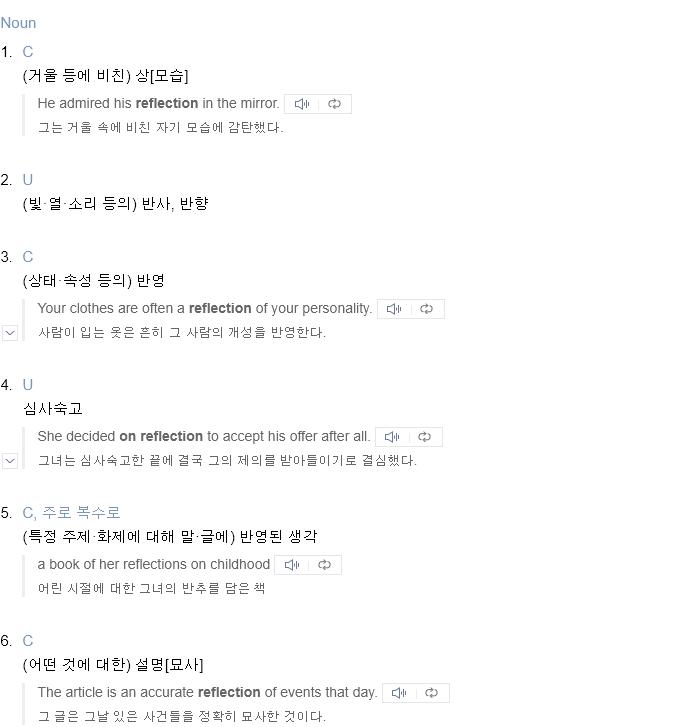 Noun
1. C
(거울 등에 비친) 상[모습]
He admired his reflection in the mirror.
그는 거울 속에 비친 자기 모습에 감탄했다.
2. U
(빛·열·소리 등의) 반사, 반향
3. C
(상태·속성 등의) 반영
Your clothes are often a reflection of your personality.
사람이 입는 옷은 흔히 그 사람의 개성을 반영한다.
4. U
심사숙고
She decided on reflection to accept his offer after all.
그녀는 심사숙고한 끝에 결국 그의 제의를 받아들이기로 결심했다.
5. C, 주로 복수로
(특정 주제·화제에 대해 말·글에) 반영된 생각
a book of her reflections on childhood
어린 시절에 대한 그녀의 반추를 담은 책
6. C
(어떤 것에 대한) 설명[묘사]
The article is an accurate reflection of events that day.
그 글은 그날 있은 사건들을 정확히 묘사한 것이다.